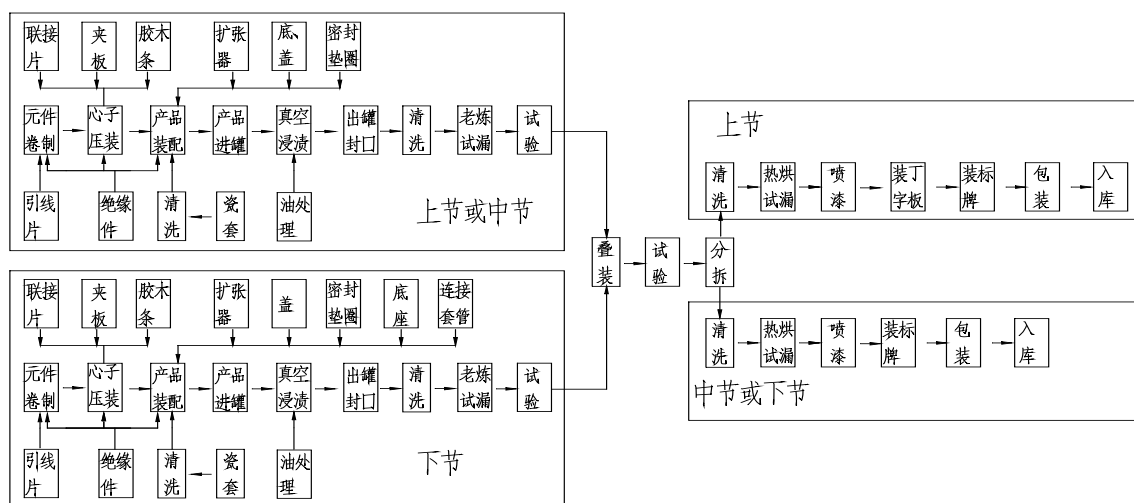 联接
片
夹
板
胶木
条
扩张
器
底、
盖
密封
垫圈
元件
卷制
心子
压装
产品
装配
产品
进罐
真空
浸渍
出罐
封口
清
洗
老炼
试漏
试
验
引线
片
绝缘
件
清
洗
瓷
套
油处
理
上节或中节
联接
片
夹
板
胶木
条
扩张
器
盖
密封
垫圈
底
座
连接
套管
元件
卷制
心子
压装
产品
装配
产品
进罐
真空
浸渍
出罐
封口
清
洗
老炼
试漏
试
验
引线
片
绝缘
件
清
洗
瓷
套
油处
理
下节
叠
装
试
验
分
拆
上节
清
洗
热烘
试漏
喷
漆
装丁
字板
装标
牌
包
装
入
库
清
洗
热烘
试漏
喷
漆
装标
牌
包
装
入
库
中节或下节